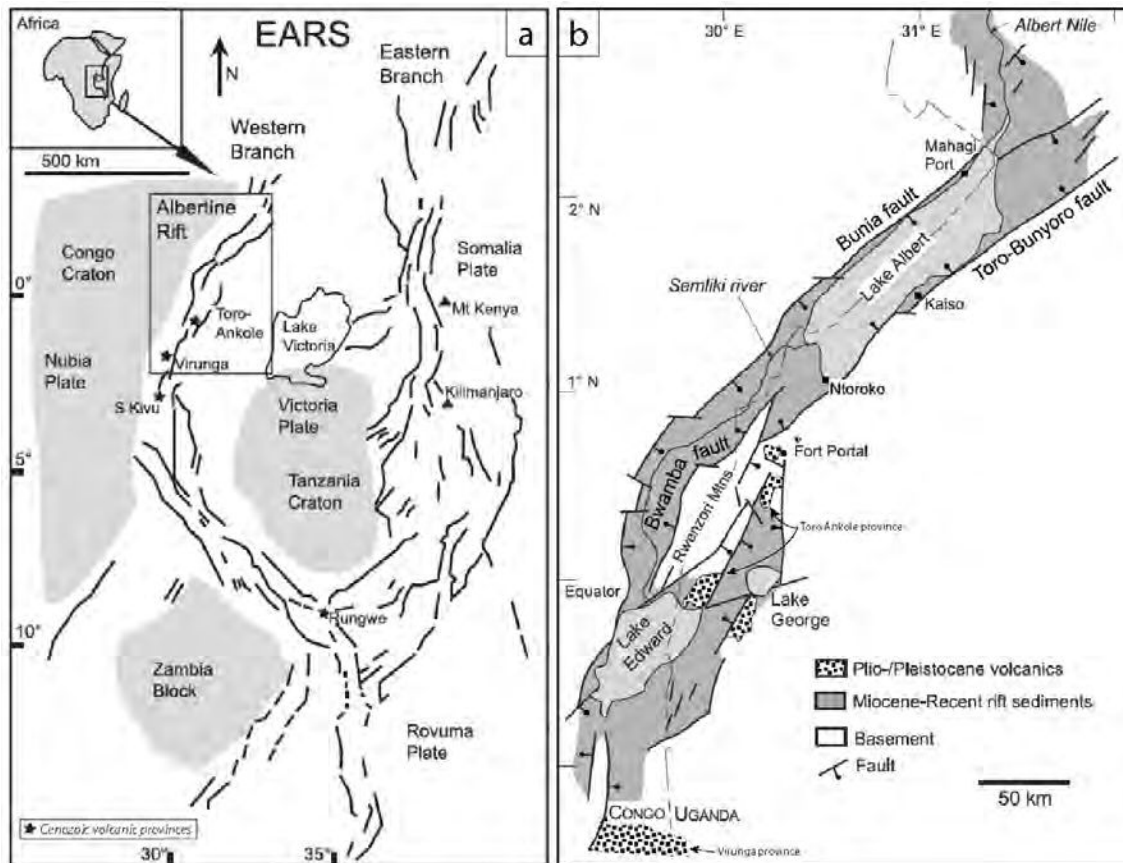 Africa
EARS
a
N
Eastern
Branch
Western
Branch
500 km
Albertine
Rift
Congo
Craton
Somalia
Plate
0°
Toro-
Ankole
Lake
Victoria
Mt Kenya
Nubia
Plate
Virunga
S Kivu
Kilimanjaro
Victoria
Plate
5°
Tanzania
Craton
Rungwe
10°
Zambia
Block
Rovuma
Plate
Cenozoic volcanic provinces
30°
35°
b
30° E
31° E
Albert Nile
Mahagi
Port
2° N
Bunia fault
Toro-Bunyoro fault
Lake Albert
Semliki river
Kaiso
1° N
Ntoroko
Fort Portal
Bwamba fault
Rwenzori Mtns
Toro Ankole province
Equator
Lake
George
Lake
Edward
Plio-/Pleistocene volcanics
Miocene-Recent rift sediments
Basement
Fault
50 km
CONGO
UGANDA
Virunga province